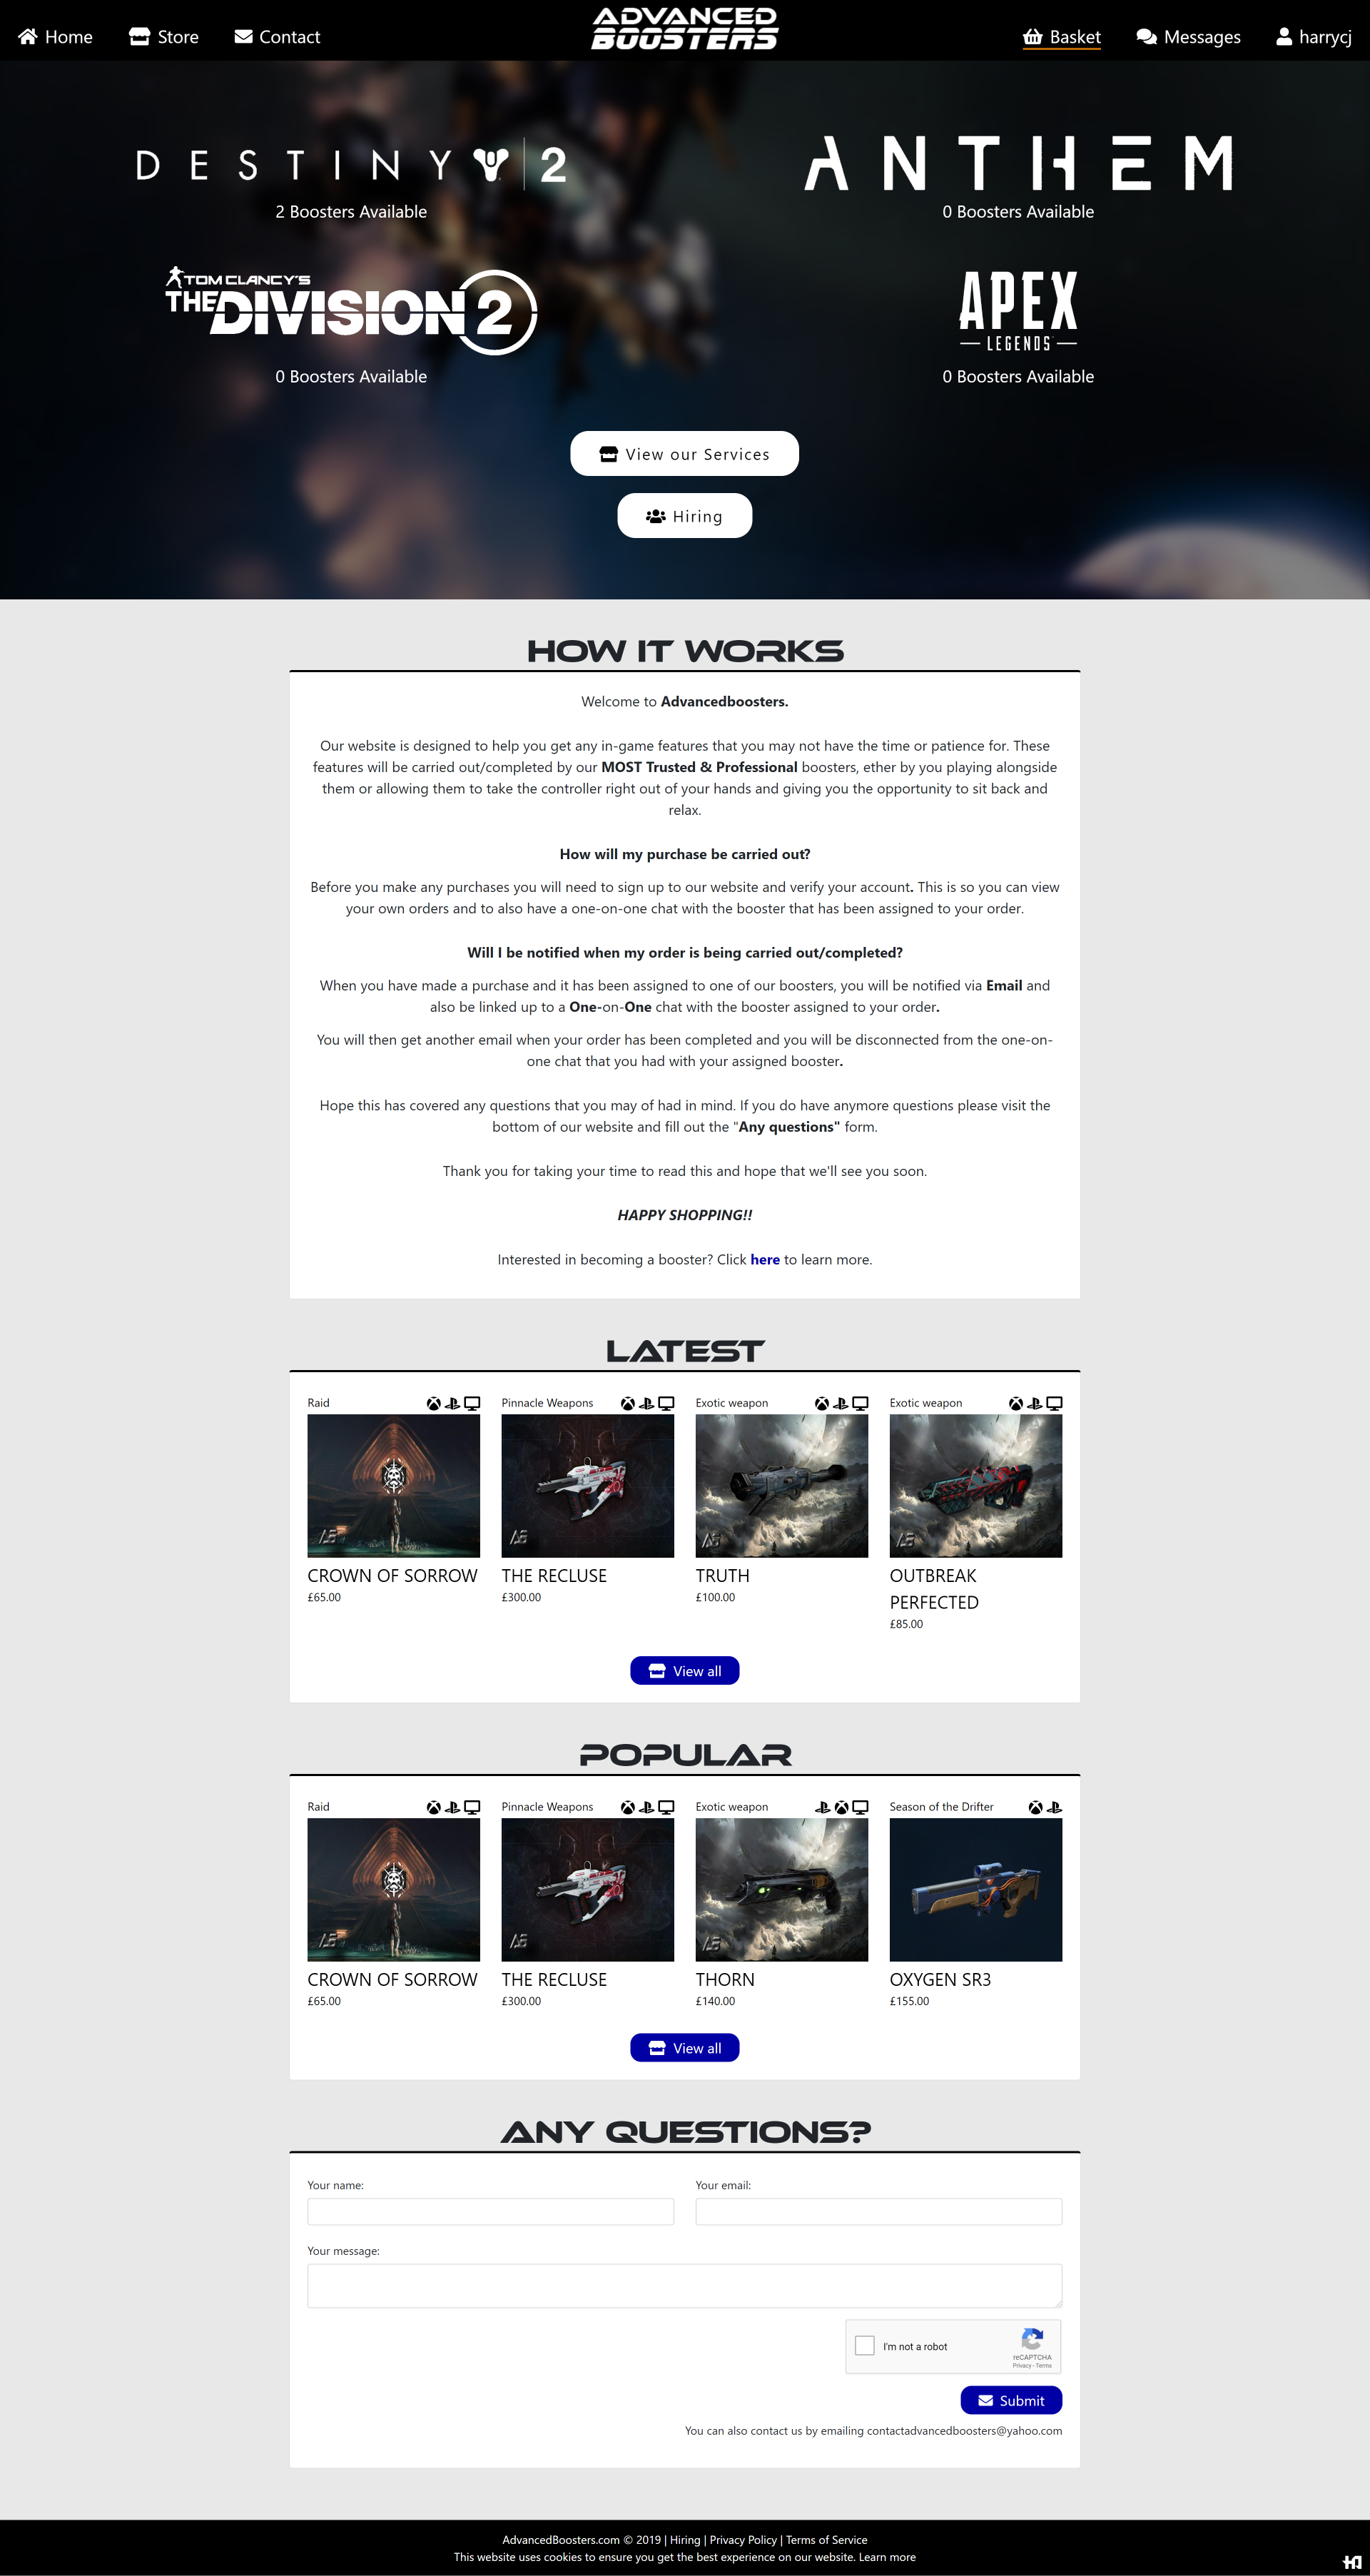 Home Store Contact ADVANCED BOOSTERS Basket Messages harrycj
DESTINY 2
2 Boosters Available
ANTHEM
0 Boosters Available
TOM CLANCY'S
THE DIVISION 2
0 Boosters Available
APEX
LEGENDS
0 Boosters Available
View our Services
Hiring
HOW IT WORKS
Welcome to Advancedboosters.
Our website is designed to help you get any in-game features that you may not have the time or patience for. These
features will be carried out/completed by our MOST Trusted & Professional boosters, ether by you playing alongside
them or allowing them to take the controller right out of your hands and giving you the opportunity to sit back and
relax.
How will my purchase be carried out?
Before you make any purchases you will need to sign up to our website and verify your account. This is so you can view
your own orders and to also have a one-on-one chat with the booster that has been assigned to your order.
Will I be notified when my order is being carried out/completed?
When you have made a purchase and it has been assigned to one of our boosters, you will be notified via Email and
also be linked up to a One-on-One chat with the booster assigned to your order.
You will then get another email when your order has been completed and you will be disconnected from the one-on-
one chat that you had with your assigned booster.
Hope this has covered any questions that you may of had in mind. If you do have anymore questions please visit the
bottom of our website and fill out the "Any questions" form.
Thank you for taking your time to read this and hope that we'll see you soon.
HAPPY SHOPPING!!
Interested in becoming a booster? Click here to learn more.
LATEST
Raid
CROWN OF SORROW
£65.00
Pinnacle Weapons
THE RECLUSE
£300.00
Exotic weapon
TRUTH
£100.00
Exotic weapon
OUTBREAK
PERFECTED
£85.00
View all
POPULAR
Raid
CROWN OF SORROW
£65.00
Pinnacle Weapons
THE RECLUSE
£300.00
Exotic weapon
THORN
£140.00
Season of the Drifter
OXYGEN SR3
£155.00
View all
ANY QUESTIONS?
Your name:
Your email:
Your message:
I'm not a robot
reCAPTCHA
Privacy - Terms
Submit
You can also contact us by emailing contactadvancedboosters@yahoo.com
AdvancedBoosters.com © 2019 | Hiring | Privacy Policy | Terms of Service
This website uses cookies to ensure you get the best experience on our website. Learn more